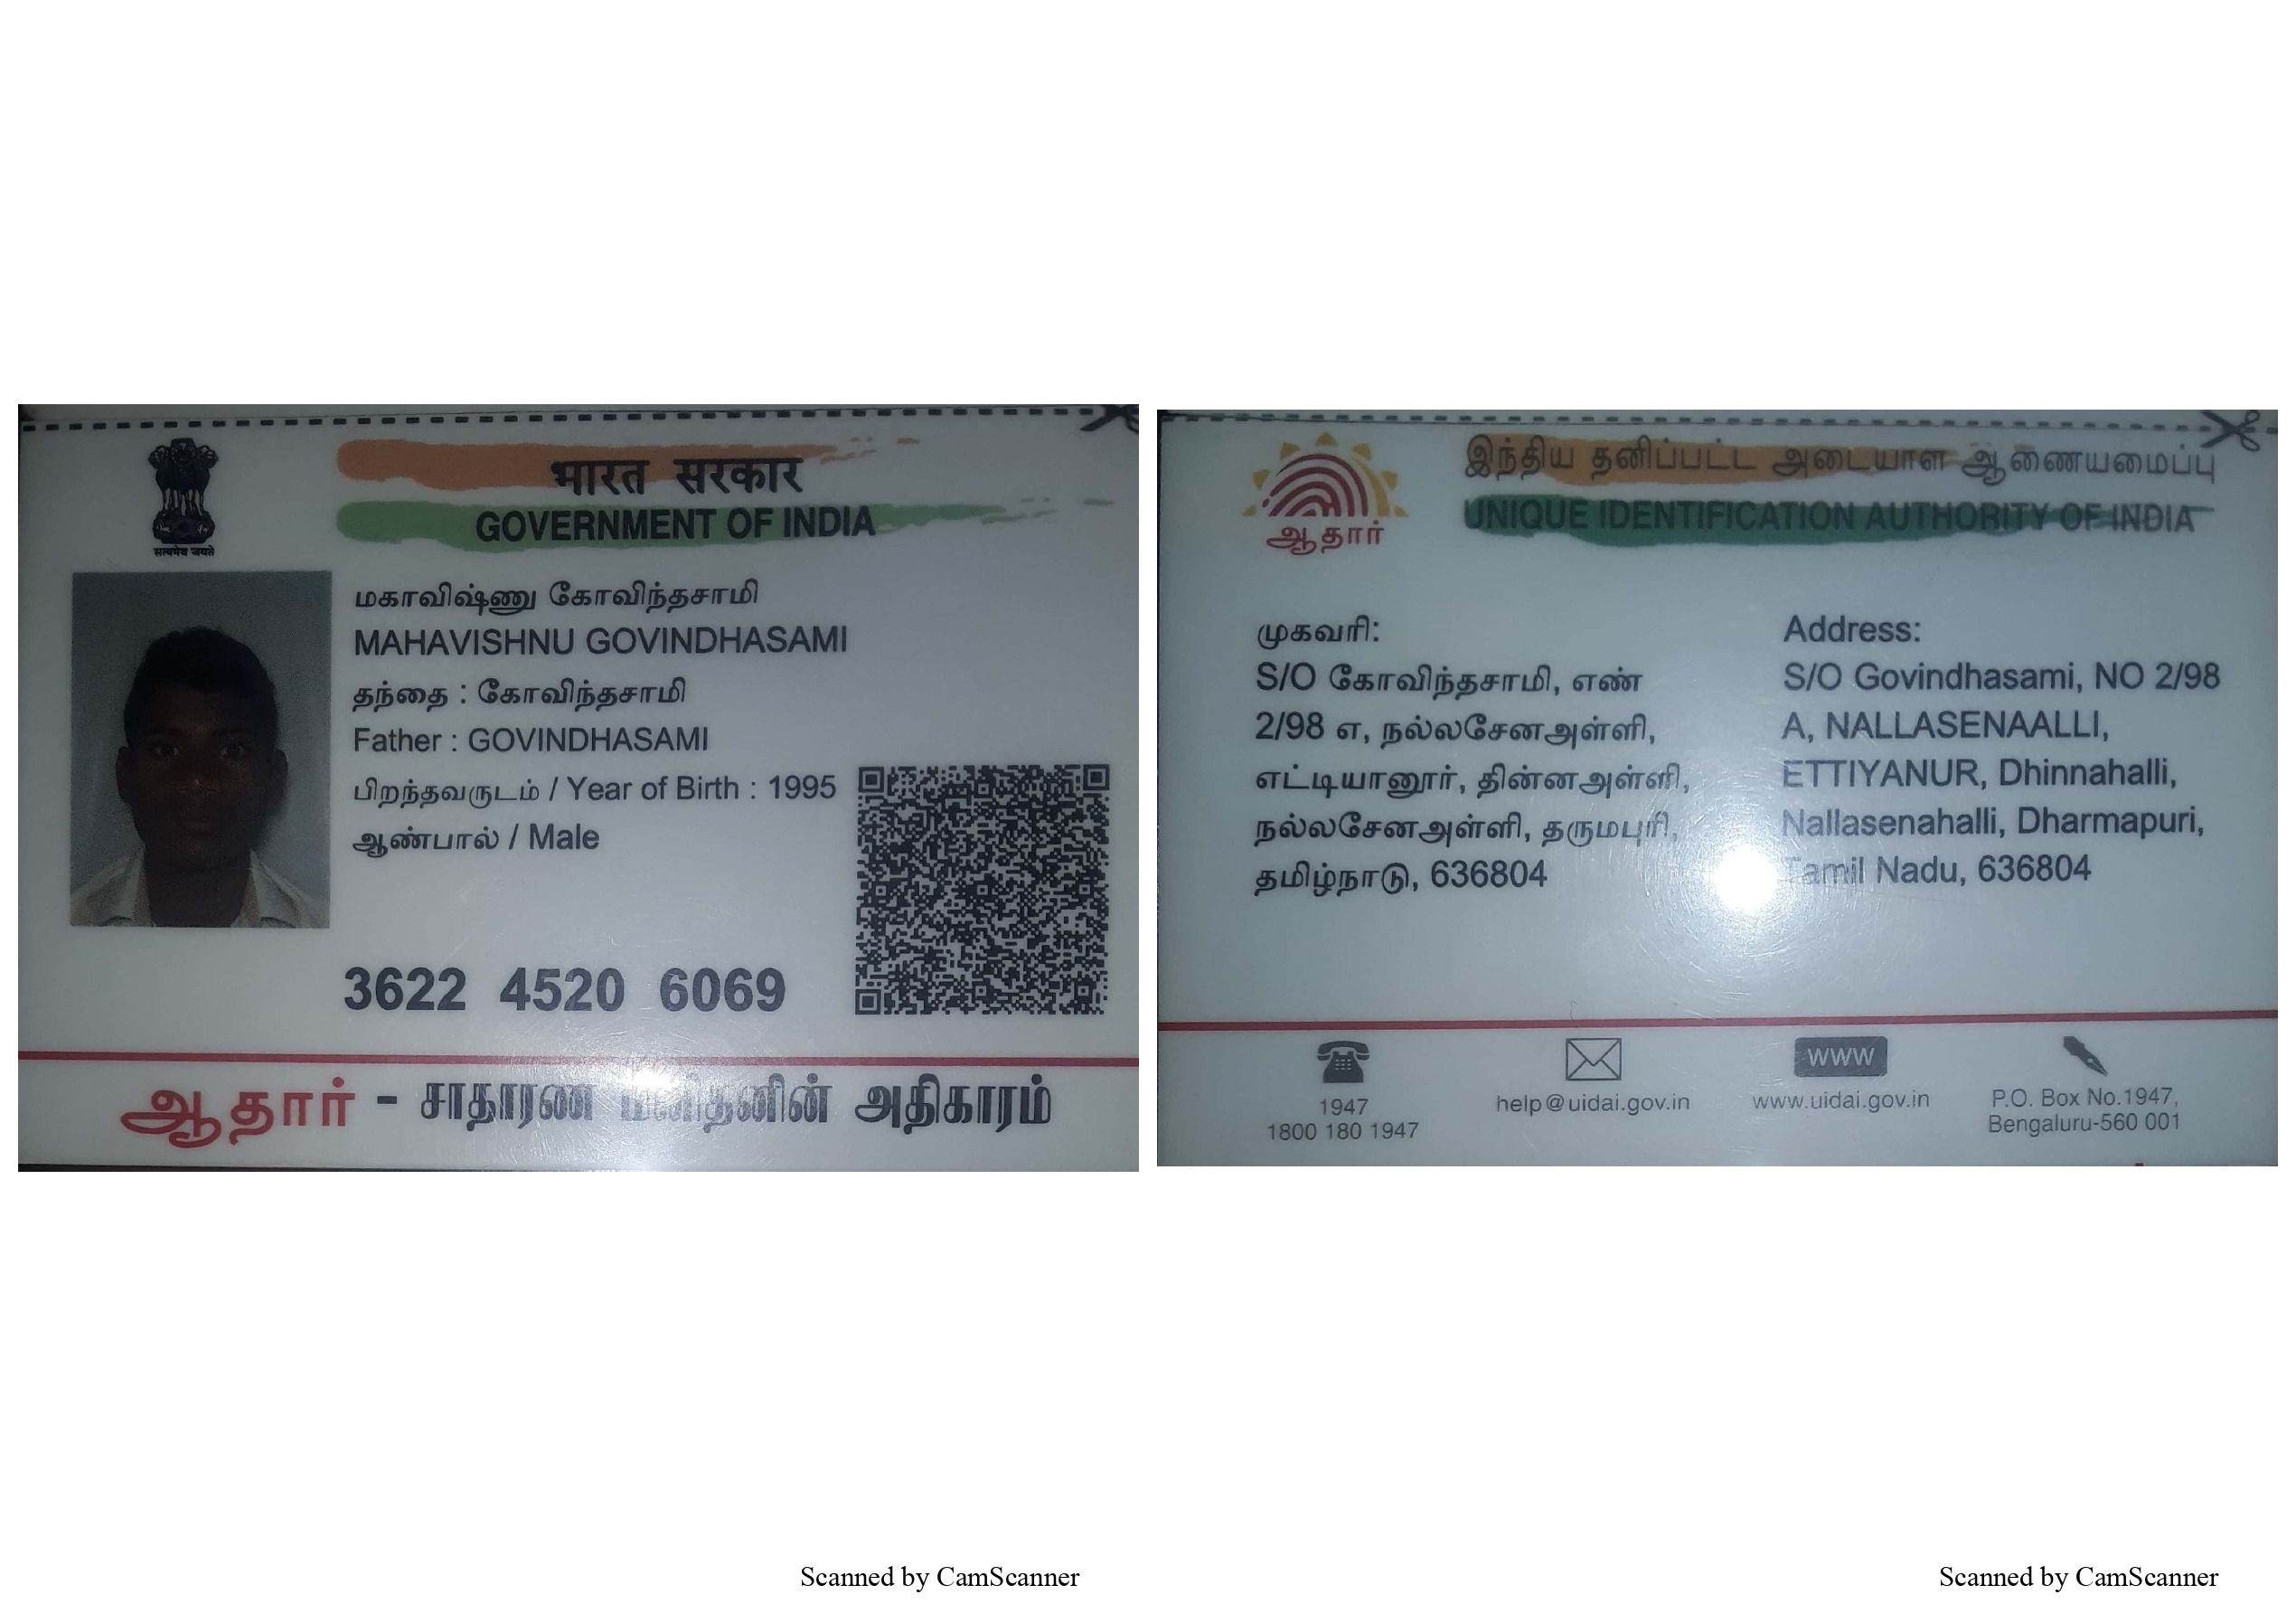 भारत सरकार
GOVERNMENT OF INDIA
सत्यमेव जयते
மகாவிஷ்ணு கோவிந்தசாமி
MAHAVISHNU GOVINDHASAMI
தந்தை : கோவிந்தசாமி
Father : GOVINDHASAMI
பிறந்தவருடம் / Year of Birth : 1995
ஆண்பால் / Male
3622 4520 6069
ஆதார் - சாதாரண மனிதனின் அதிகாரம்
Scanned by CamScanner
இந்திய தனிப்பட்ட அடையாள ஆணையமைப்பு
UNIQUE IDENTIFICATION AUTHORITY OF INDIA
ஆதார்
முகவரி:
S/O கோவிந்தசாமி, எண்
2/98 எ, நல்லசேனஅள்ளி,
எட்டியானூர், தின்னஅள்ளி,
நல்லசேனஅள்ளி, தருமபுரி,
தமிழ்நாடு, 636804
Address:
S/O Govindhasami, NO 2/98
A, NALLASENAALLI,
ETTIYANUR, Dhinnahalli,
Nallasenahalli, Dharmapuri,
Tamil Nadu, 636804
1947
1800 180 1947
help@uidai.gov.in
www
www.uidai.gov.in
P.O. Box No.1947,
Bengaluru-560 001
Scanned by CamScanner